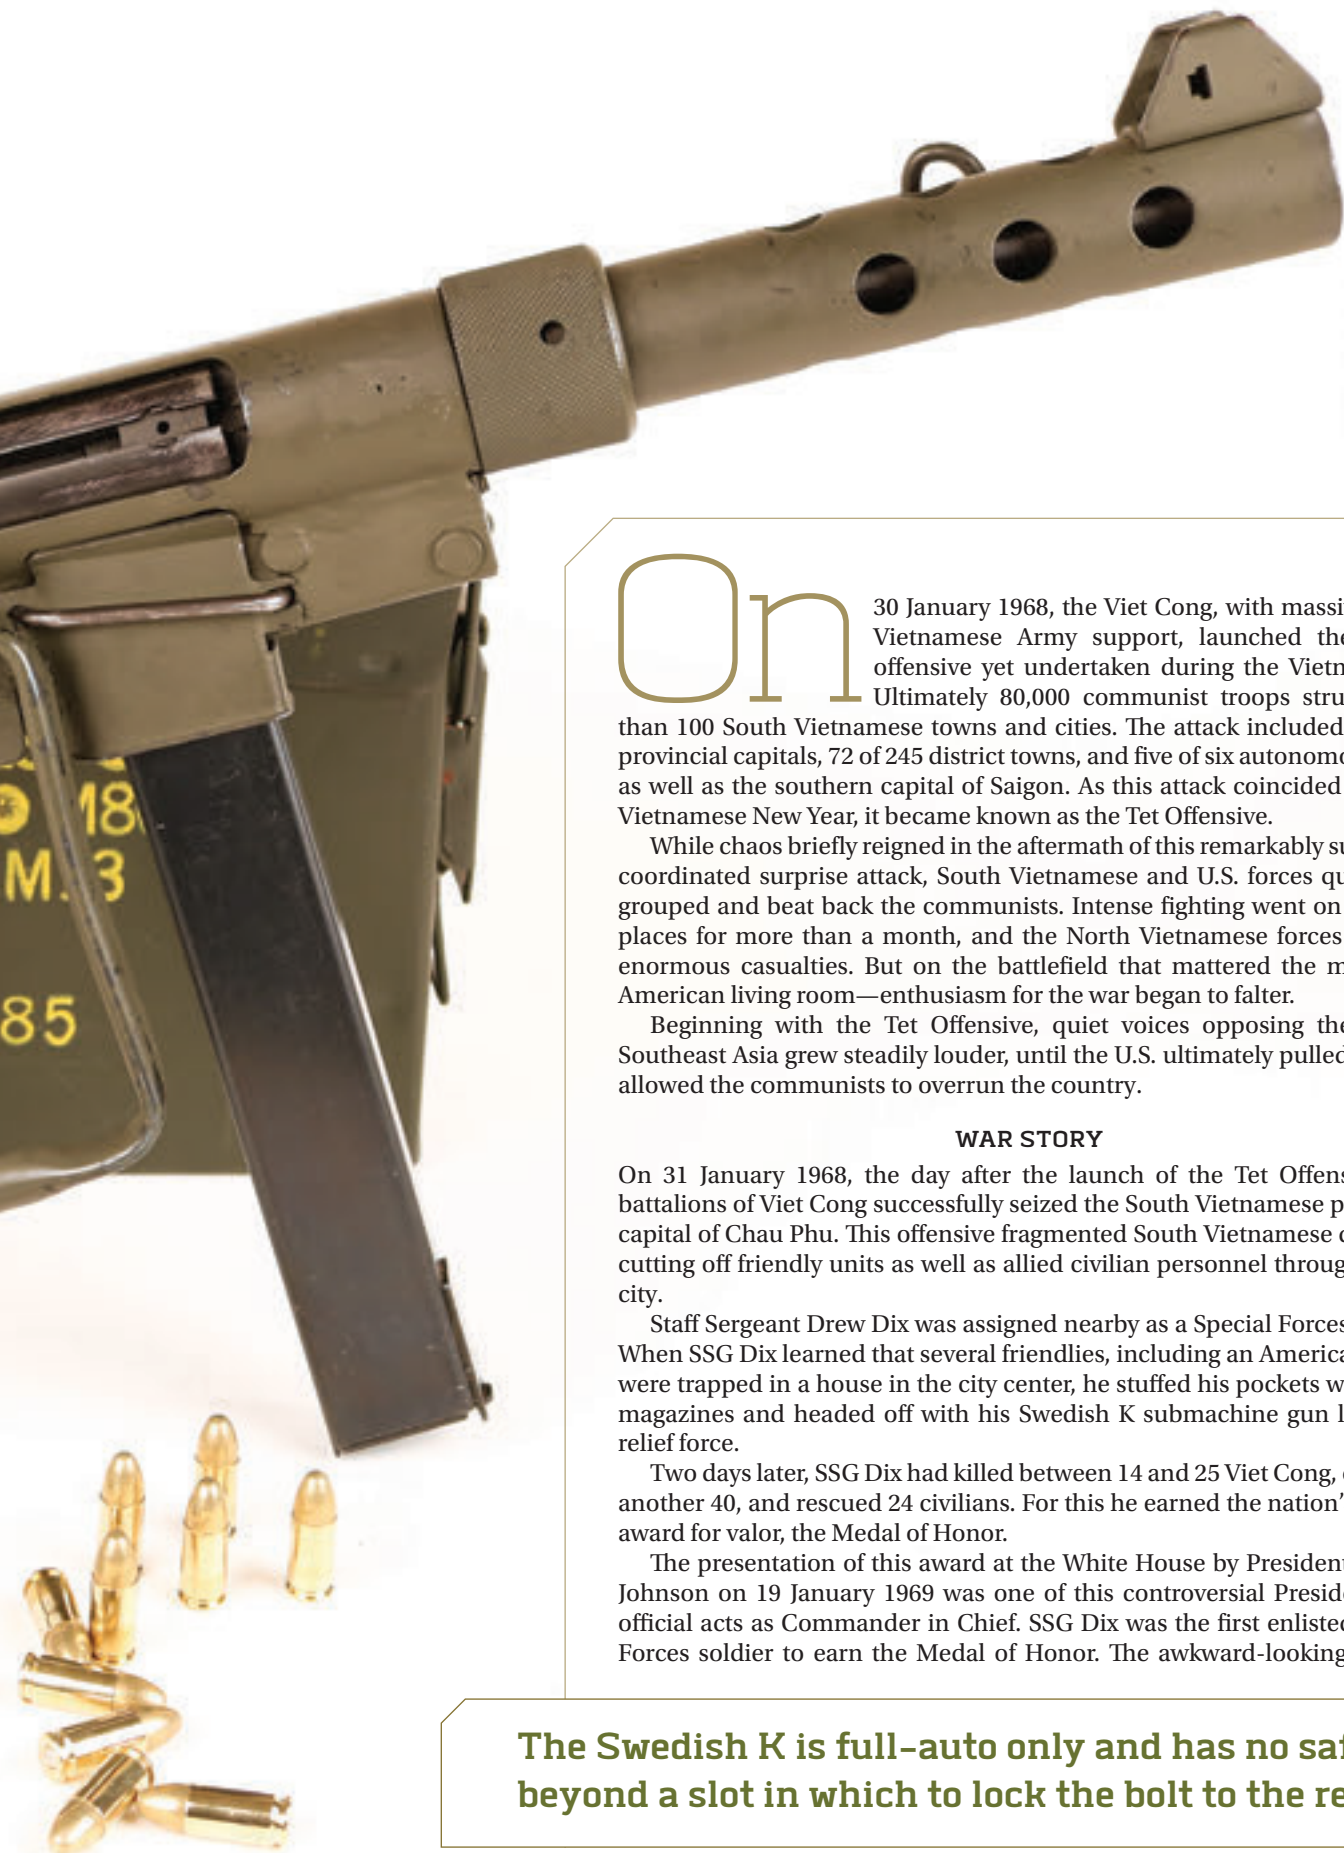 On 30 January 1968, the Viet Cong, with massi
Vietnamese Army support, launched the
offensive yet undertaken during the Vietn
Ultimately 80,000 communist troops stru
than 100 South Vietnamese towns and cities. The attack included
provincial capitals, 72 of 245 district towns, and five of six autonomo
as well as the southern capital of Saigon. As this attack coincided
Vietnamese New Year, it became known as the Tet Offensive.
While chaos briefly reigned in the aftermath of this remarkably su
coordinated surprise attack, South Vietnamese and U.S. forces qu
grouped and beat back the communists. Intense fighting went on
places for more than a month, and the North Vietnamese forces
enormous casualties. But on the battlefield that mattered the m
American living room—enthusiasm for the war began to falter.
Beginning with the Tet Offensive, quiet voices opposing the
Southeast Asia grew steadily louder, until the U.S. ultimately pulled
allowed the communists to overrun the country.
WAR STORY
On 31 January 1968, the day after the launch of the Tet Offens
battalions of Viet Cong successfully seized the South Vietnamese p
capital of Chau Phu. This offensive fragmented South Vietnamese
cutting off friendly units as well as allied civilian personnel throug
city.
Staff Sergeant Drew Dix was assigned nearby as a Special Forces
When SSG Dix learned that several friendlies, including an America
were trapped in a house in the city center, he stuffed his pockets w
magazines and headed off with his Swedish K submachine gun l
relief force.
Two days later, SSG Dix had killed between 14 and 25 Viet Cong,
another 40, and rescued 24 civilians. For this he earned the nation'
award for valor, the Medal of Honor.
The presentation of this award at the White House by President
Johnson on 19 January 1969 was one of this controversial Preside
official acts as Commander in Chief. SSG Dix was the first enlisted
Forces soldier to earn the Medal of Honor. The awkward-looking
The Swedish K is full-auto only and has no saf
beyond a slot in which to lock the bolt to the re
M. 3
85